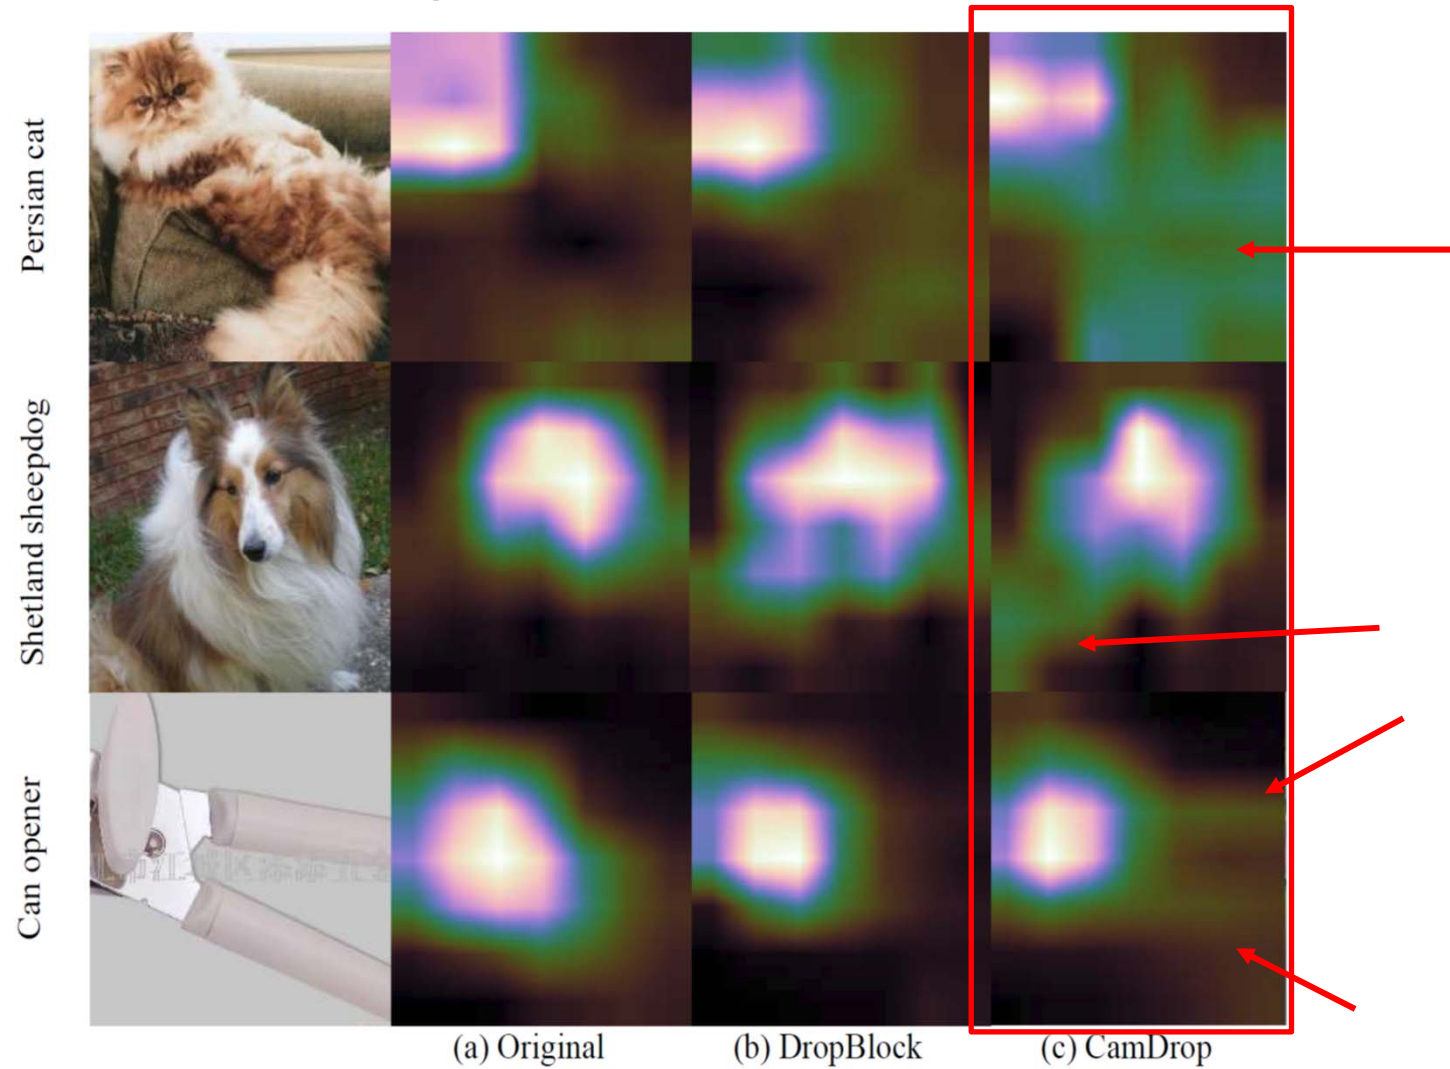 Persian cat
Shetland sheepdog
Can opener
(a) Original
(b) DropBlock
(c) CamDrop